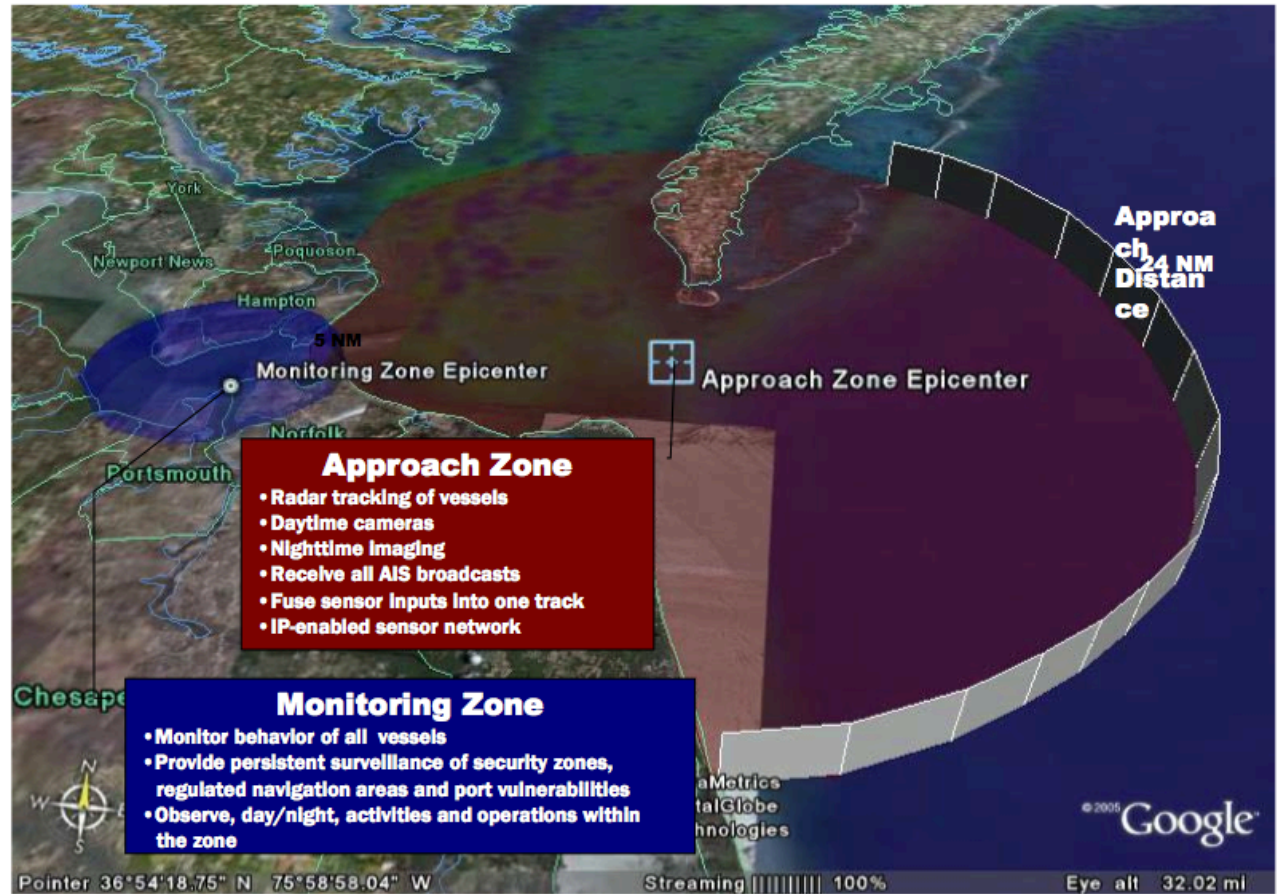 York
Newport News
Poquoson
Hampton
5 NM
Monitoring Zone Epicenter
Approach Zone Epicenter
Approa
ch
24 NM
Distan
ce
Norfolk
Portsmouth
Approach Zone
•Radar tracking of vessels
•Daytime cameras
•Nighttime imaging
•Receive all AIS broadcasts
•Fuse sensor inputs into one track
•IP-enabled sensor network
Chesape
Monitoring Zone
•Monitor behavior of all vessels
•Provide persistent surveillance of security zones,
regulated navigation areas and port vulnerabilities
•Observe, day/night, activities and operations within
the zone
N
W
E
S
aMetrics
talGlobe
hnologies
©2005 Google
Pointer 36°54'18.75" N 75°58'58.04" W
Streaming |||||||||| 100%
Eye alt 32.02 mi